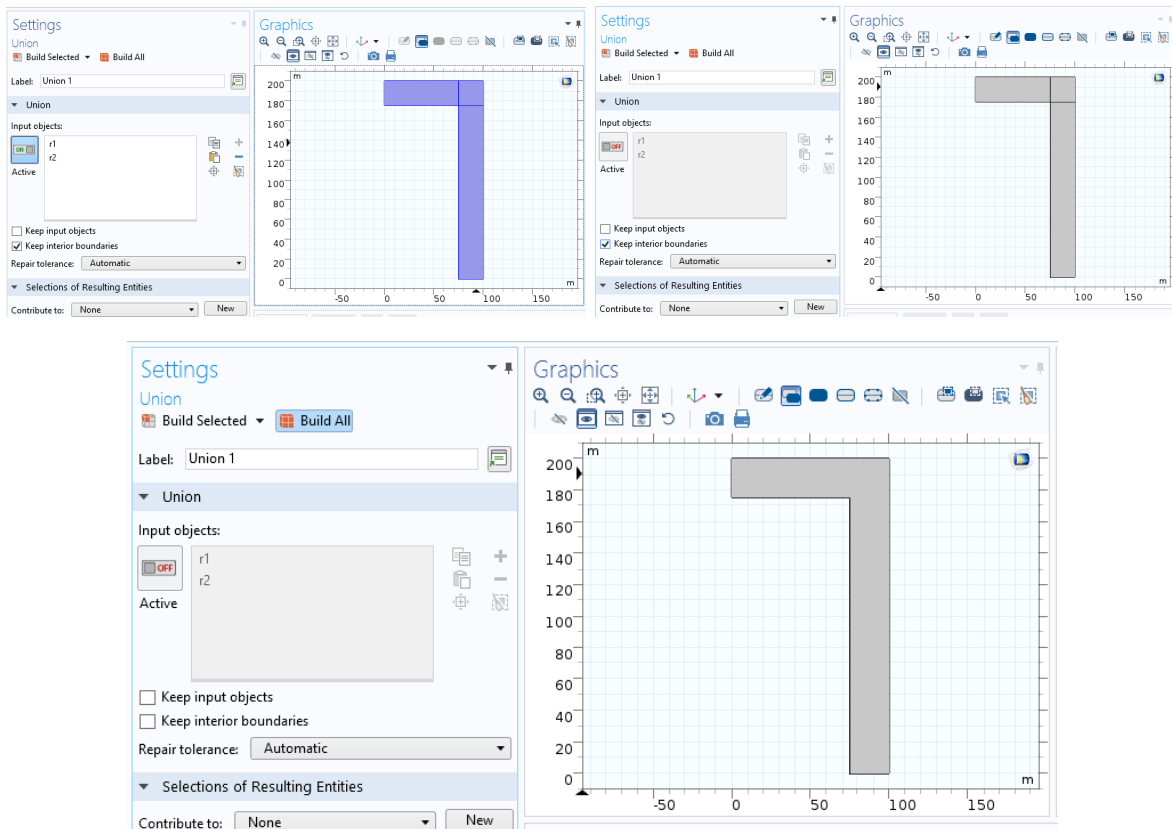 Settings
Union
Build Selected Build All
Label: Union 1
Union
Input objects:
ON
r1
r2
Active
Keep input objects
Keep interior boundaries
Repair tolerance: Automatic
Selections of Resulting Entities
Contribute to: None New
Graphics
m
200
180
160
140
120
100
80
60
40
20
0
m
-50 0 50 100 150
Settings
Union
Build Selected Build All
Label: Union 1
Union
Input objects:
OFF
r1
r2
Active
Keep input objects
Keep interior boundaries
Repair tolerance: Automatic
Selections of Resulting Entities
Contribute to: None New
Graphics
m
200
180
160
140
120
100
80
60
40
20
0
m
-50 0 50 100 150
Settings
Union
Build Selected Build All
Label: Union 1
Union
Input objects:
OFF
r1
r2
Active
Keep input objects
Keep interior boundaries
Repair tolerance: Automatic
Selections of Resulting Entities
Contribute to: None New
Graphics
m
200
180
160
140
120
100
80
60
40
20
0
m
-50 0 50 100 150